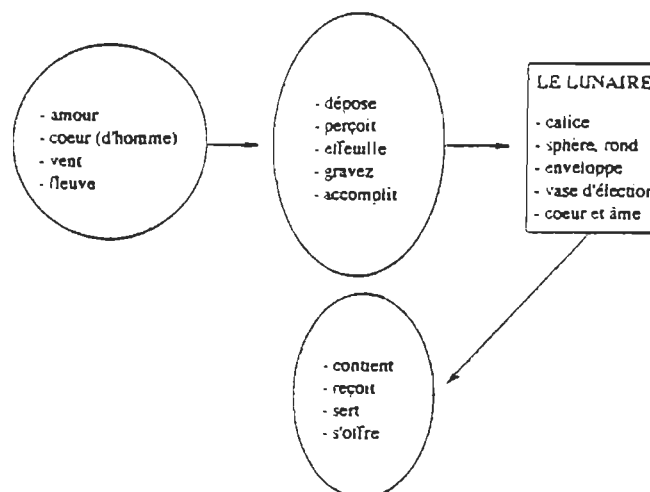 - amour
- coeur (d'homme)
- vent
- fleuve
- dépose
- perçoit
- effeuille
- gravez
- accomplit
LE LUNAIRE
- calice
- sphère, rond
- enveloppe
- vase d'élection
- coeur et âme
- contient
- reçoit
- sert
- s'offre